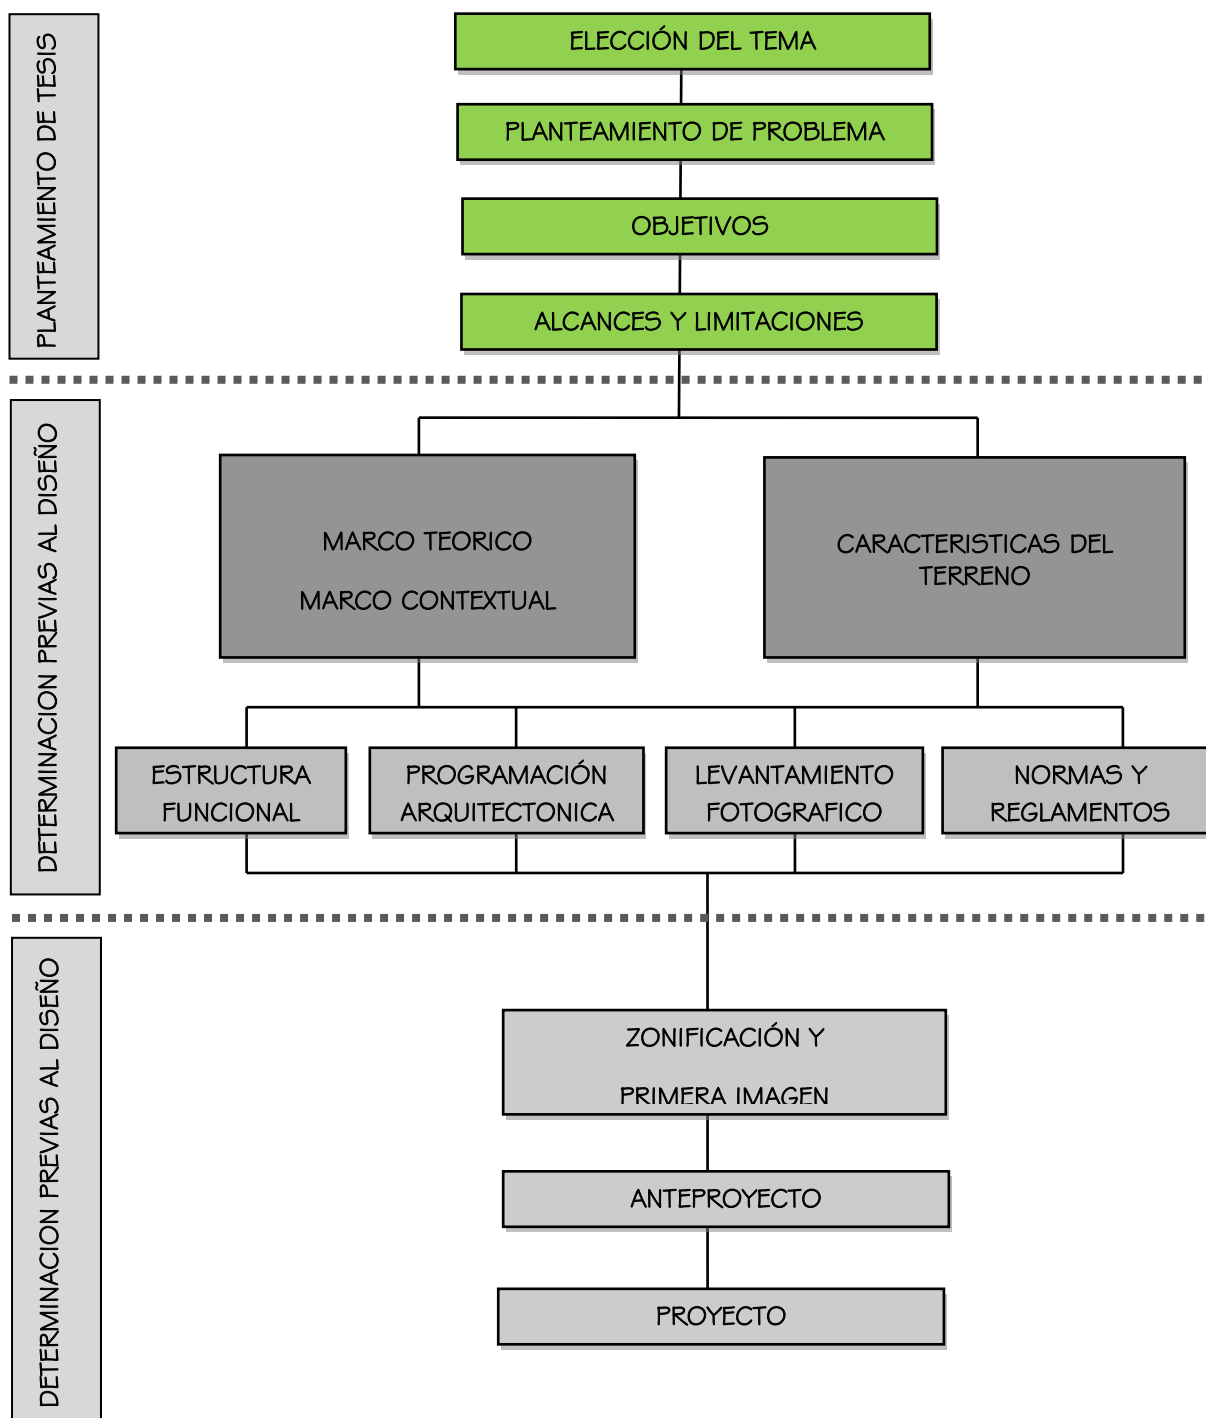 PLANTEAMIENTO DE TESIS
ELECCIÓN DEL TEMA
PLANTEAMIENTO DE PROBLEMA
OBJETIVOS
ALCANCES Y LIMITACIONES
DETERMINACION PREVIAS AL DISEÑO
MARCO TEORICO
MARCO CONTEXTUAL
CARACTERISTICAS DEL
TERRENO
ESTRUCTURA
FUNCIONAL
PROGRAMACIÓN
ARQUITECTONICA
LEVANTAMIENTO
FOTOGRAFICO
NORMAS Y
REGLAMENTOS
DETERMINACION PREVIAS AL DISEÑO
ZONIFICACIÓN Y
PRIMERA IMAGEN
ANTEPROYECTO
PROYECTO